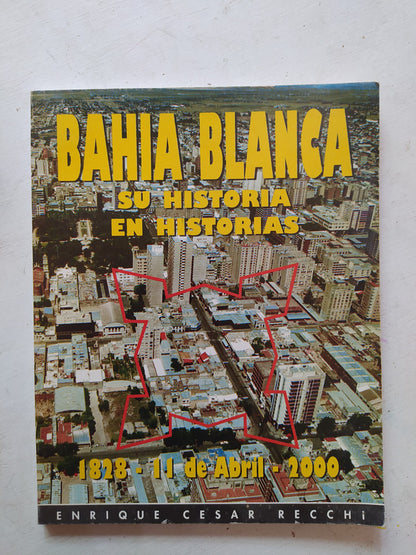 BAHIA BLANCA
SU HISTORIA
EN HISTORIAS
1828 - 11 de Abril - 2000
ENRIQUE CESAR RECCHi